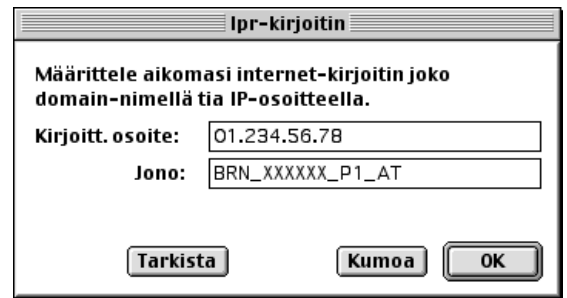 lpr-kirjoitin
Määrittele aikomasi internet-kirjoitin joko
domain-nimellä tia IP-osoitteella.
Kirjoitt. osoite: 01.234.56.78
Jono: BRN_XXXXXX_P1_AT
Tarkista Kumoa OK